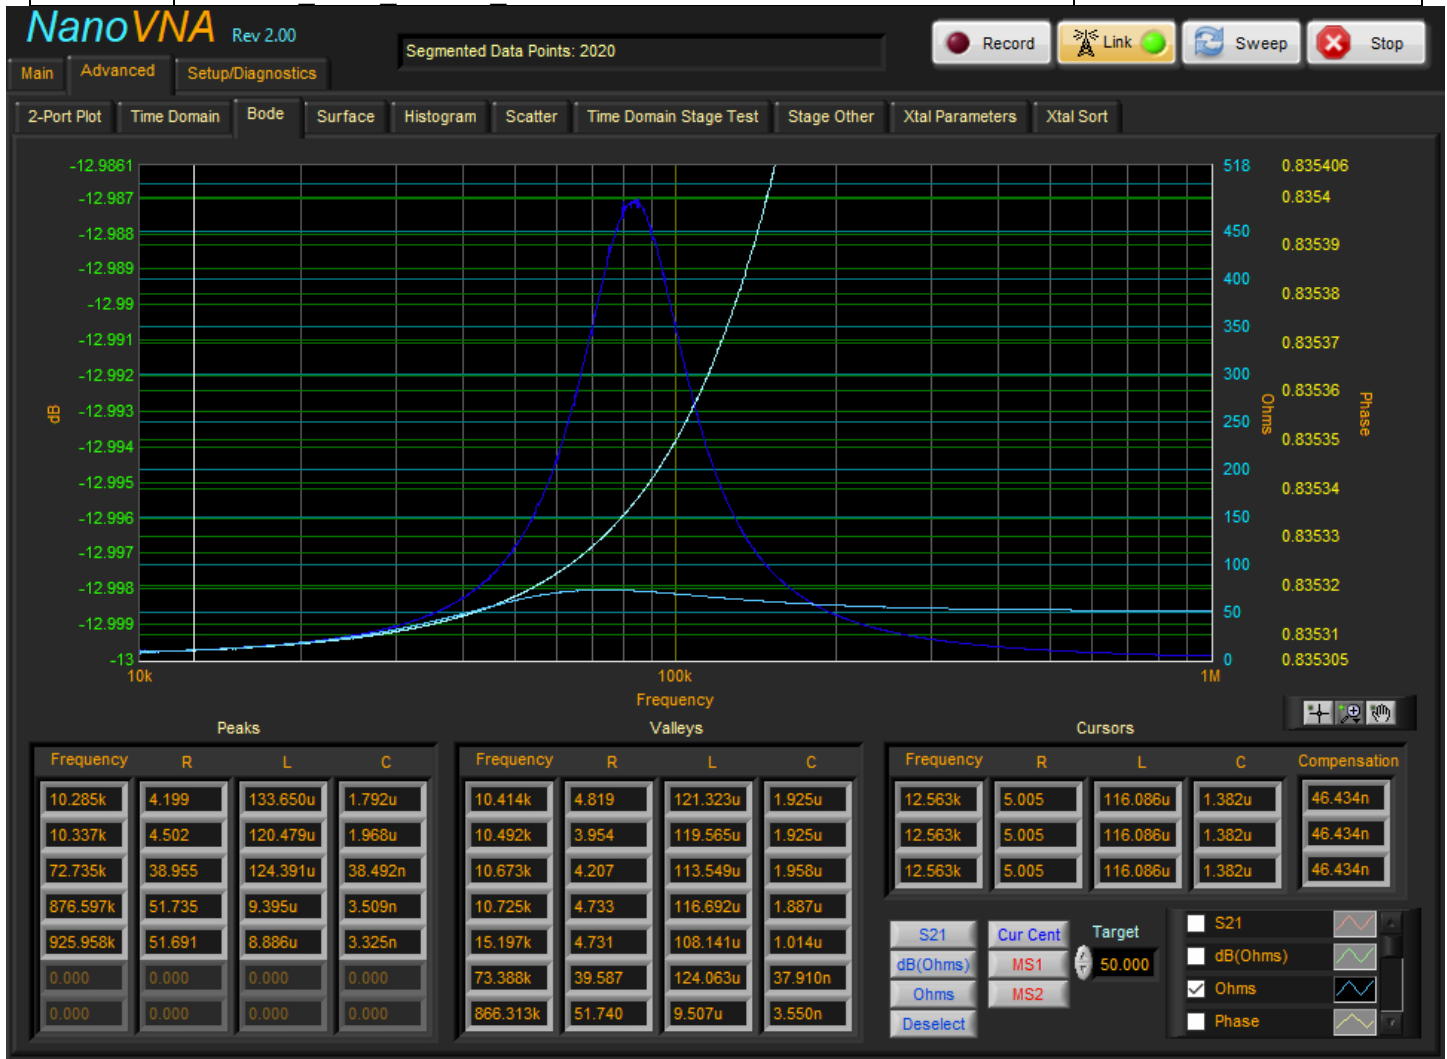 NanoVNA Rev 2.00
Segmented Data Points: 2020
Record Link Sweep Stop
Main Advanced Setup/Diagnostics
2-Port Plot Time Domain Bode Surface Histogram Scatter Time Domain Stage Test Stage Other Xtal Parameters Xtal Sort
-12.9861
-12.987
-12.988
-12.989
-12.99
-12.991
-12.992
-12.993
-12.994
-12.995
-12.996
-12.997
-12.998
-12.999
-13
dB
518
450
400
350
300
250
200
150
100
50
0
Ohms
0.835406
0.8354
0.83539
0.83538
0.83537
0.83536
0.83535
0.83534
0.83533
0.83532
0.83531
0.835305
Phase
10k 100k 1M
Frequency
Peaks
Frequency R L C
10.285k 4.199 133.650u 1.792u
10.337k 4.502 120.479u 1.968u
72.735k 38.955 124.391u 38.492n
876.597k 51.735 9.395u 3.509n
925.958k 51.691 8.886u 3.325n
0.000 0.000 0.000 0.000
0.000 0.000 0.000 0.000
Valleys
Frequency R L C
10.414k 4.819 121.323u 1.925u
10.492k 3.954 119.565u 1.925u
10.673k 4.207 113.549u 1.958u
10.725k 4.733 116.692u 1.887u
15.197k 4.731 108.141u 1.014u
73.388k 39.587 124.063u 37.910n
866.313k 51.740 9.507u 3.550n
Cursors
Frequency R L C Compensation
12.563k 5.005 116.086u 1.382u 46.434n
12.563k 5.005 116.086u 1.382u 46.434n
12.563k 5.005 116.086u 1.382u 46.434n
S21 Cur Cent Target
dB(Ohms) MS1 50.000
Ohms MS2
Deselect
S21
dB(Ohms)
Ohms
Phase